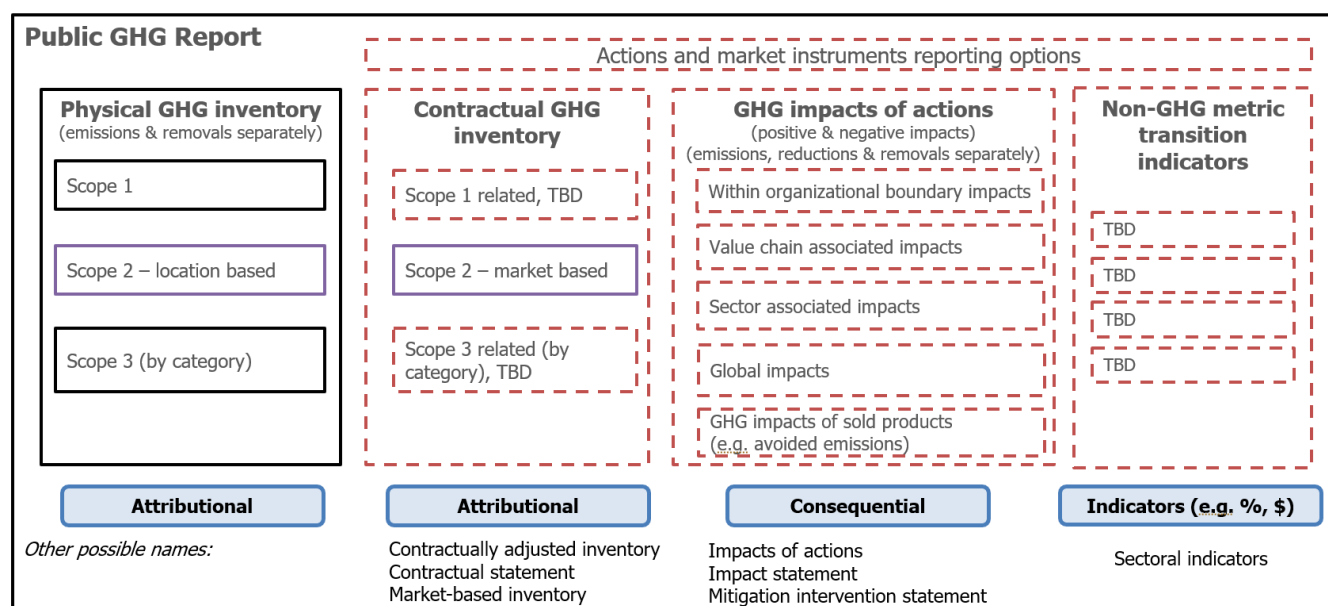 Public GHG Report
Actions and market instruments reporting options
Physical GHG inventory
(emissions & removals separately)
Scope 1
Scope 2 – location based
Scope 3 (by category)
Contractual GHG
inventory
Scope 1 related, TBD
Scope 2 – market based
Scope 3 related (by
category), TBD
GHG impacts of actions
(positive & negative impacts)
(emissions, reductions & removals separately)
Within organizational boundary impacts
Value chain associated impacts
Sector associated impacts
Global impacts
GHG impacts of sold products
(e.g. avoided emissions)
Non-GHG metric
transition
indicators
TBD
TBD
TBD
TBD
Attributional
Attributional
Consequential
Indicators (e.g. %, $)
Other possible names:
Contractually adjusted inventory
Contractual statement
Market-based inventory
Impacts of actions
Impact statement
Mitigation intervention statement
Sectoral indicators